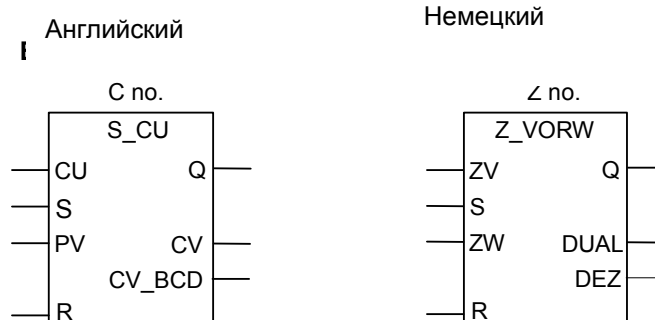 Английский Немецкий
C no. Z no.
S_CU Z_VORW
CU Q ZV Q
S S
PV CV ZW DUAL
CV_BCD DEZ
R R